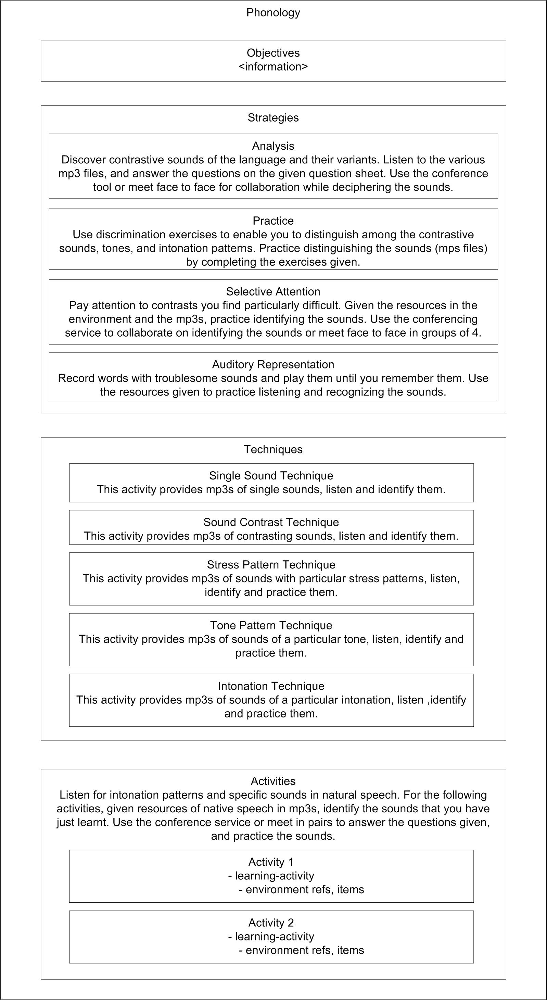 Phonology
Objectives
<information>
Strategies
Analysis
Discover contrastive sounds of the language and their variants. Listen to the various
mp3 files, and answer the questions on the given question sheet. Use the conference
tool or meet face to face for collaboration while deciphering the sounds.
Practice
Use discrimination exercises to enable you to distinguish among the contrastive
sounds, tones, and intonation patterns. Practice distinguishing the sounds (mps files)
by completing the exercises given.
Selective Attention
Pay attention to contrasts you find particularly difficult. Given the resources in the
environment and the mp3s, practice identifying the sounds. Use the conferencing
service to collaborate on identifying the sounds or meet face to face in groups of 4.
Auditory Representation
Record words with troublesome sounds and play them until you remember them. Use
the resources given to practice listening and recognizing the sounds.
Techniques
Single Sound Technique
This activity provides mp3s of single sounds, listen and identify them.
Sound Contrast Technique
This activity provides mp3s of contrasting sounds, listen and identify them.
Stress Pattern Technique
This activity provides mp3s of sounds with particular stress patterns, listen,
identify and practice them.
Tone Pattern Technique
This activity provides mp3s of sounds of a particular tone, listen, identify and
practice them.
Intonation Technique
This activity provides mp3s of sounds of a particular intonation, listen ,identify
and practice them.
Activities
Listen for intonation patterns and specific sounds in natural speech. For the following
activities, given resources of native speech in mp3s, identify the sounds that you have
just learnt. Use the conference service or meet in pairs to answer the questions given,
and practice the sounds.
Activity 1
- learning-activity
- environment refs, items
Activity 2
- learning-activity
- environment refs, items